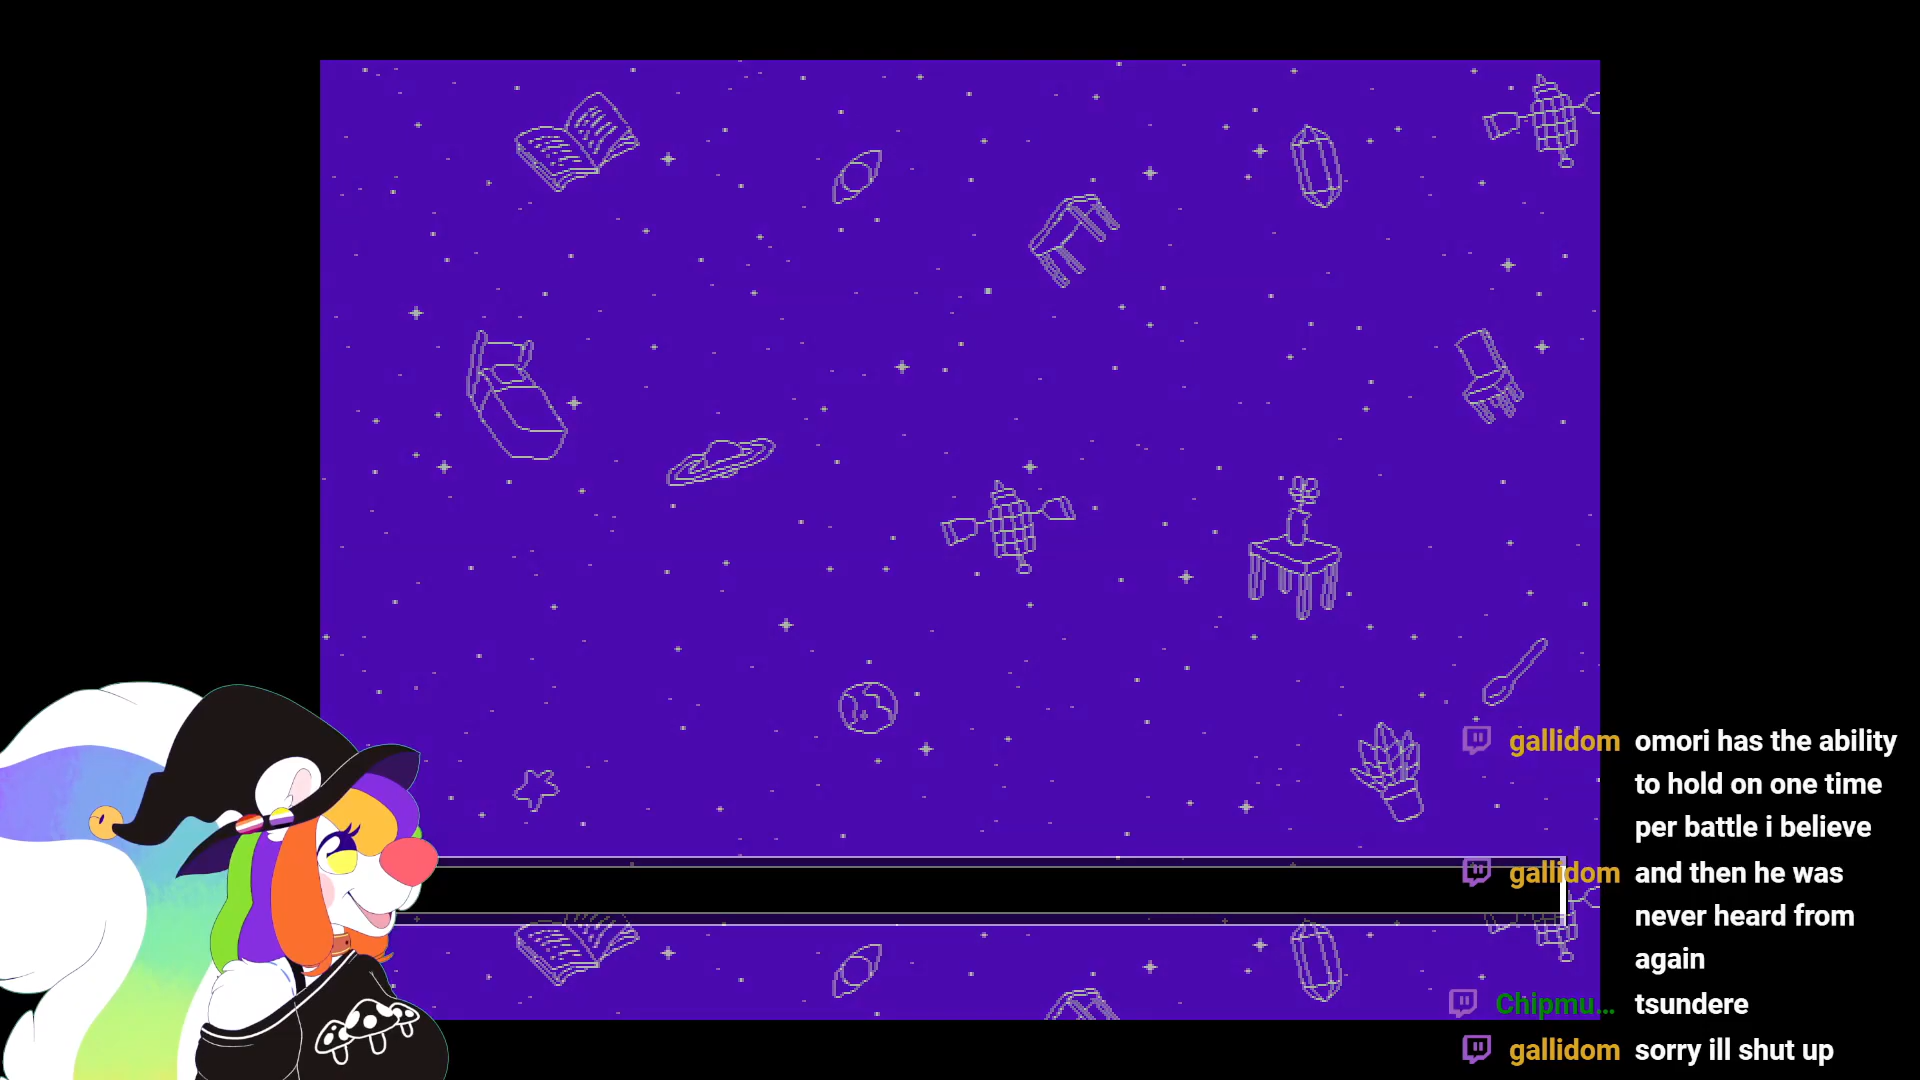 gallidom omori has the ability
to hold on one time
per battle i believe
gallidom and then he was
never heard from
again
Chipmu... tsundere
gallidom sorry ill shut up